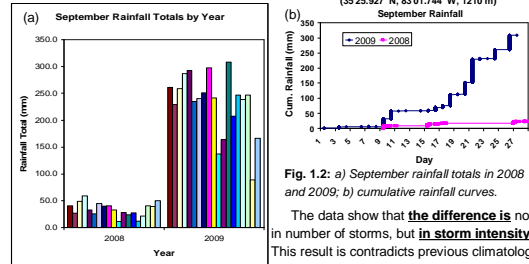 (a)
September Rainfall Totals by Year
Rainfall Total (mm)
350.0
300.0
250.0
200.0
150.0
100.0
50.0
0.0
2008
2009
Year
(b)
(35 25.927' N, 83 01.744' W, 1210 m)
September Rainfall
Cum. Rainfall (mm)
350
300
250
200
150
100
50
0
2009
2008
1
3
5
7
9
11
13
15
17
19
21
23
25
27
Day
Fig. 1.2: a) September rainfall totals in 2008
and 2009; b) cumulative rainfall curves.
The data show that the difference is no
in number of storms, but in storm intensity
This result is contradicts previous climatolog